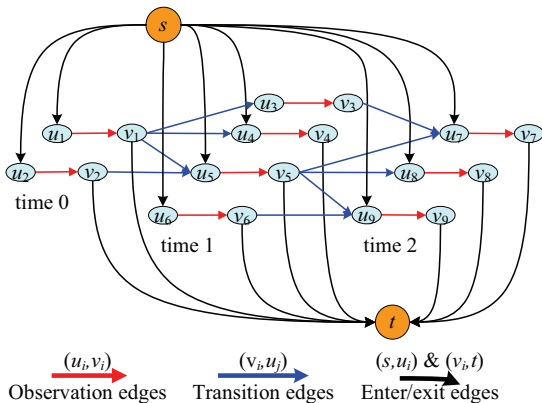 s
u3 v3
u1 v1 u4 v4 u7 v7
u2 v2 u5 v5 u8 v8
time 0
u6 v6 u9 v9
time 1 time 2
t
(ui,vi) (vi,uj) (s,ui) & (vi,t)
Observation edges Transition edges Enter/exit edges